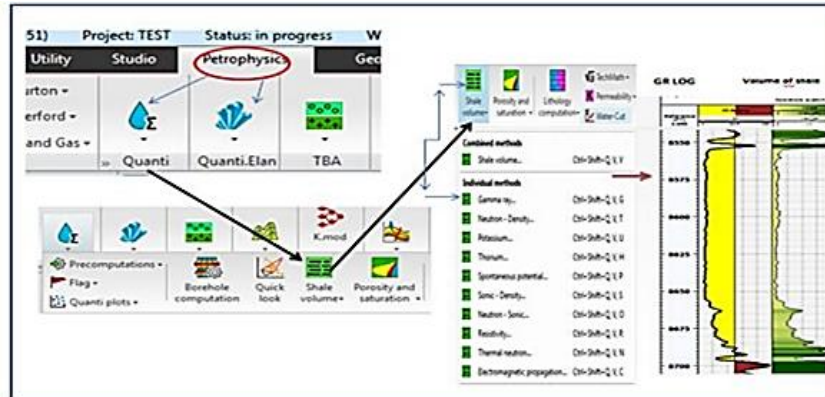 51) Project: TEST Status: in progress W
Utility Studio Petrophysics Geo
urton
erford
and Gas
» Quanti Quanti.Elan TBA
K.mod
Precomputations
Flag
Quanti plots
Borehole computation
Quick look
Shale volume
Porosity and saturation
Shale volume
Porosity and saturation
Lithology computation
TechMath
Permeability
Water-Cut
Combined methods
Shale volume... Ctrl+Shift+Q, V, V
Individual methods
Gamma ray... Ctrl+Shift+Q, V, G
Neutron - Density... Ctrl+Shift+Q, V, T
Potassium... Ctrl+Shift+Q, V, U
Thorium... Ctrl+Shift+Q, V, H
Spontaneous potential... Ctrl+Shift+Q, V, P
Sonic - Density... Ctrl+Shift+Q, V, S
Neutron - Sonic... Ctrl+Shift+Q, V, O
Resistivity... Ctrl+Shift+Q, V, R
Thermal neutron... Ctrl+Shift+Q, V, N
Electromagnetic propagation... Ctrl+Shift+Q, V, C
GR LOG Volume of shale
8550
8575
8600
8625
8650
8675
8700